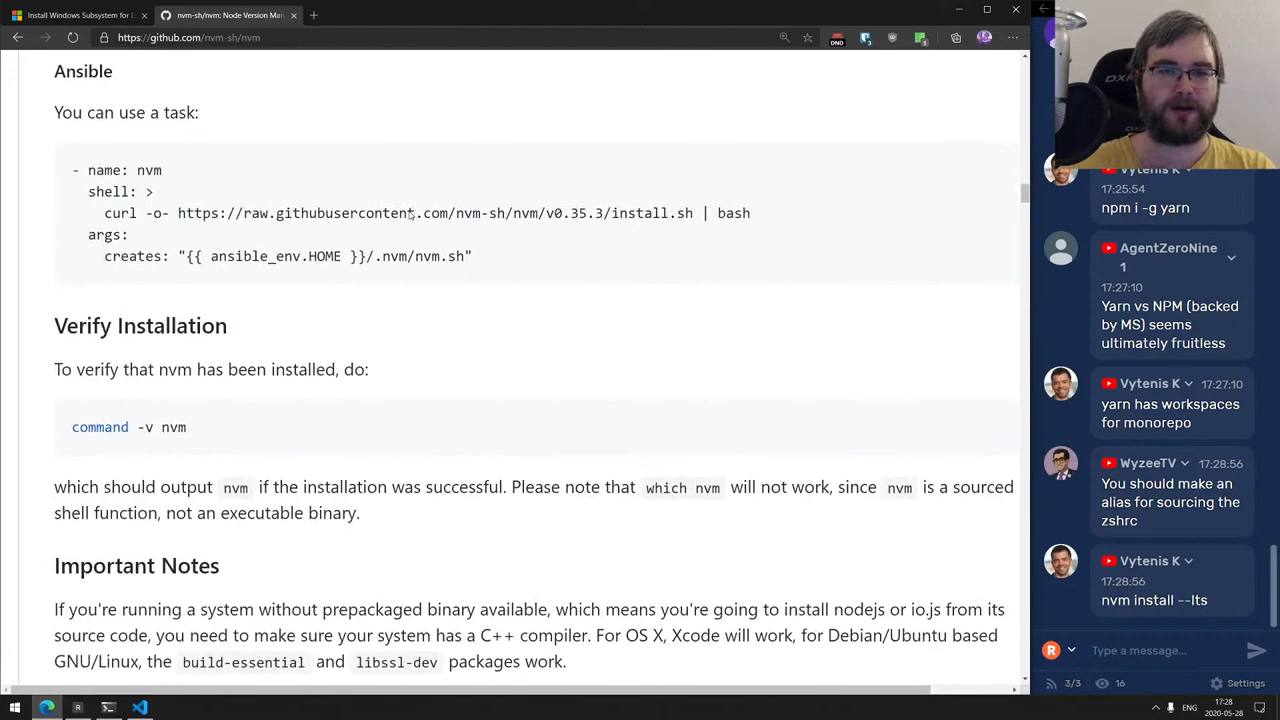 Install Windows Subsystem for L
nvm-sh/nvm: Node Version Man
https://github.com/nvm-sh/nvm
DND
Ansible
You can use a task:
- name: nvm
shell: >
curl -o- https://raw.githubusercontent.com/nvm-sh/nvm/v0.35.3/install.sh | bash
args:
creates: "{{ ansible_env.HOME }}/.nvm/nvm.sh"
Verify Installation
To verify that nvm has been installed, do:
command -v nvm
which should output nvm if the installation was successful. Please note that which nvm will not work, since nvm is a sourced
shell function, not an executable binary.
Important Notes
If you're running a system without prepackaged binary available, which means you're going to install nodejs or io.js from its
source code, you need to make sure your system has a C++ compiler. For OS X, Xcode will work, for Debian/Ubuntu based
GNU/Linux, the build-essential and libssl-dev packages work.
DXR
Vytenis K
17:25:54
npm i -g yarn
AgentZeroNine
1
17:27:10
Yarn vs NPM (backed
by MS) seems
ultimately fruitless
Vytenis K 17:27:10
yarn has workspaces
for monorepo
WyzeeTV 17:28:56
You should make an
alias for sourcing the
zshrc
Vytenis K
17:28:56
nvm install --lts
R
Type a message...
3/3
16
Settings
R
ENG
17:28
2020-05-28